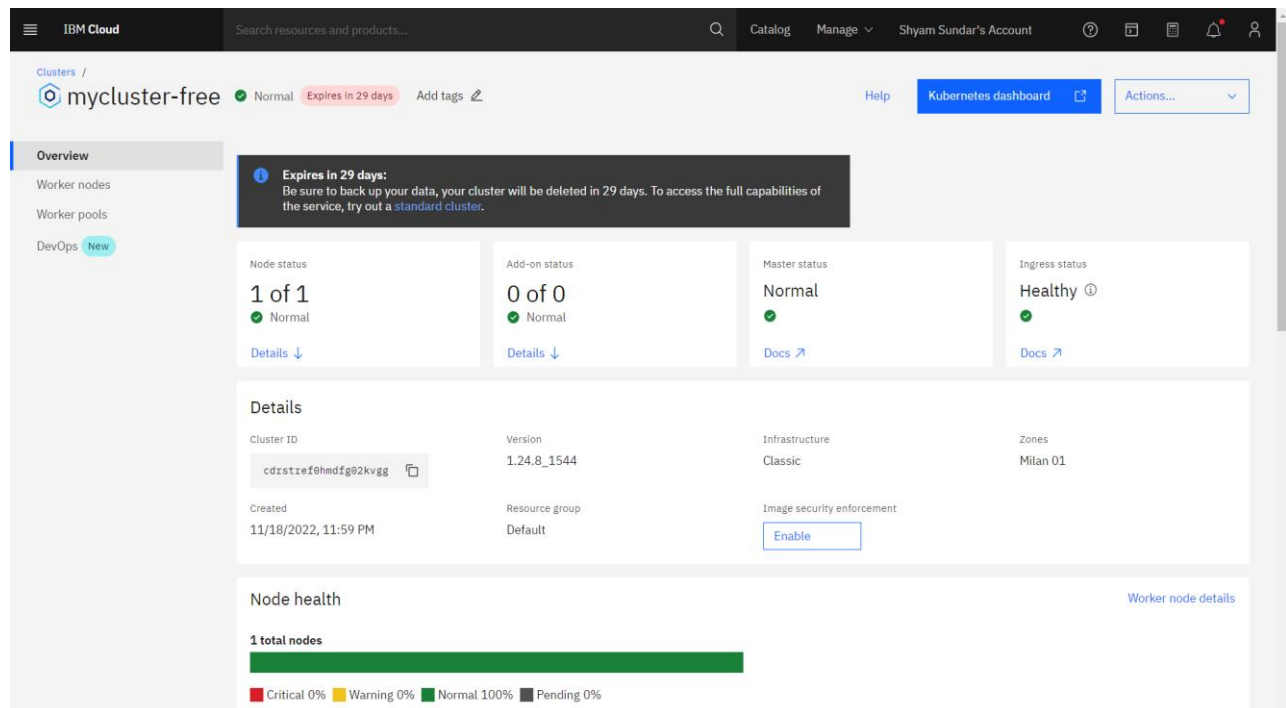 IBM Cloud
Search resources and products...
Catalog
Manage
Shyam Sundar's Account
Clusters /
mycluster-free
Normal
Expires in 29 days
Add tags
Help
Kubernetes dashboard
Actions...
Overview
Worker nodes
Worker pools
DevOps New
Expires in 29 days:
Be sure to back up your data, your cluster will be deleted in 29 days. To access the full capabilities of
the service, try out a standard cluster.
Node status
1 of 1
Normal
Details ↓
Add-on status
0 of 0
Normal
Details ↓
Master status
Normal
Docs ↗
Ingress status
Healthy
Docs ↗
Details
Cluster ID
cdrstref0hmdfg02kvgg
Version
1.24.8_1544
Infrastructure
Classic
Zones
Milan 01
Created
11/18/2022, 11:59 PM
Resource group
Default
Image security enforcement
Enable
Node health
Worker node details
1 total nodes
Critical 0% Warning 0% Normal 100% Pending 0%